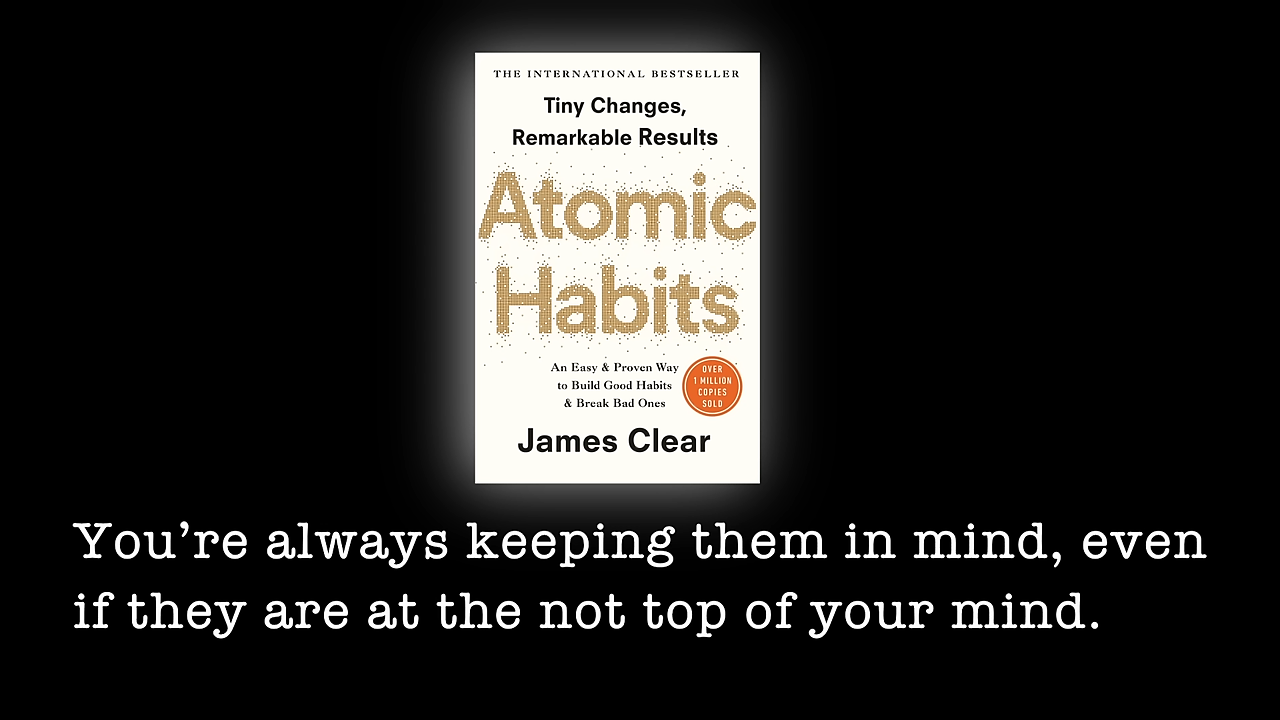 THE INTERNATIONAL BESTSELLER
Tiny Changes,
Remarkable Results
Atomic
Habits
An Easy & Proven Way
to Build Good Habits
& Break Bad Ones
OVER
1 MILLION
COPIES
SOLD
James Clear
You’re always keeping them in mind, even
if they are at the not top of your mind.